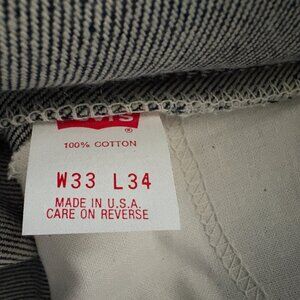 100% COTTON
W33 L34
MADE IN U.S.A.
CARE ON REVERSE